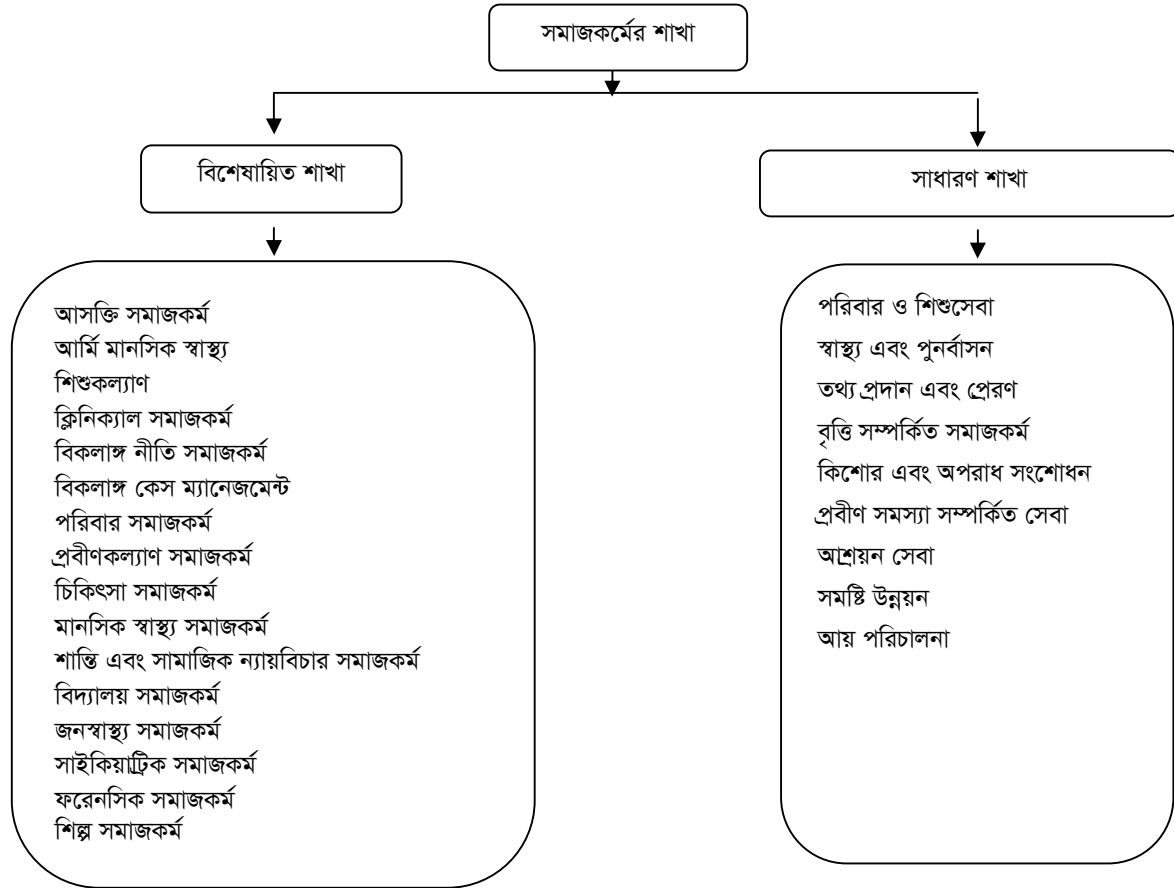 সমাজকর্মের শাখা
বিশেষায়িত শাখা
সাধারণ শাখা
আসক্তি সমাজকর্ম
আর্মি মানসিক স্বাস্থ্য
শিশুকল্যাণ
ক্লিনিক্যাল সমাজকর্ম
বিকলাঙ্গ নীতি সমাজকর্ম
বিকলাঙ্গ কেস ম্যানেজমেন্ট
পরিবার সমাজকর্ম
প্রবীণকল্যাণ সমাজকর্ম
চিকিৎসা সমাজকর্ম
মানসিক স্বাস্থ্য সমাজকর্ম
শান্তি এবং সামাজিক ন্যায়বিচার সমাজকর্ম
বিদ্যালয় সমাজকর্ম
জনস্বাস্থ্য সমাজকর্ম
সাইকিয়াট্রিক সমাজকর্ম
ফরেনসিক সমাজকর্ম
শিল্প সমাজকর্ম
পরিবার ও শিশুসেবা
স্বাস্থ্য এবং পুনর্বাসন
তথ্য প্রদান এবং প্রেরণ
বৃত্তি সম্পর্কিত সমাজকর্ম
কিশোর এবং অপরাধ সংশোধন
প্রবীণ সমস্যা সম্পর্কিত সেবা
আশ্রয়ন সেবা
সমষ্টি উন্নয়ন
আয় পরিচালনা